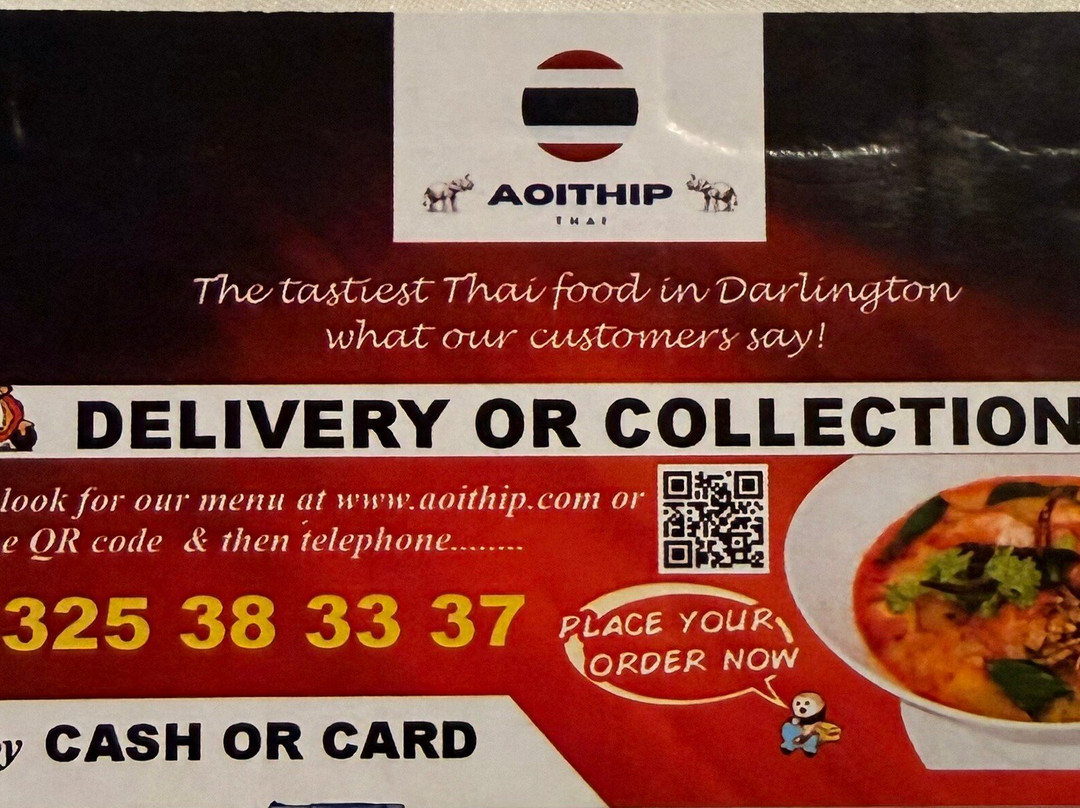 AOITHIP
THAI
The tastiest Thai food in Darlington
what our customers say!
DELIVERY OR COLLECTION
look for our menu at www.aoithip.com or
e QR code & then telephone........
325 38 33 37
PLACE YOUR
ORDER NOW
y CASH OR CARD